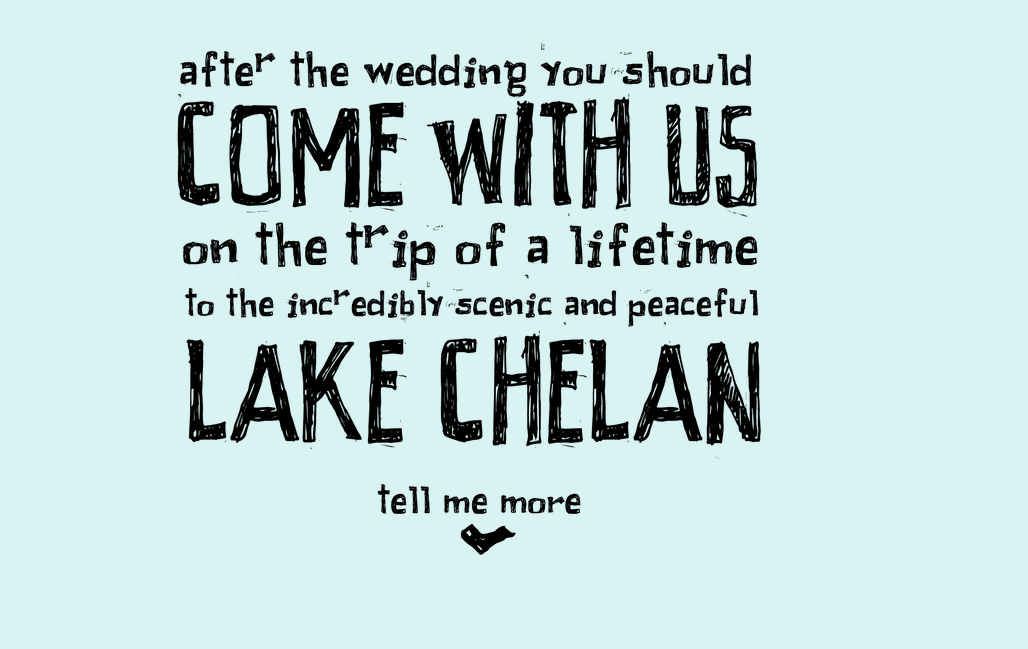 after the wedding you should
COME WITH US
on the trip of a lifetime
to the incredibly scenic and peaceful
LAKE CHELAN
tell me more